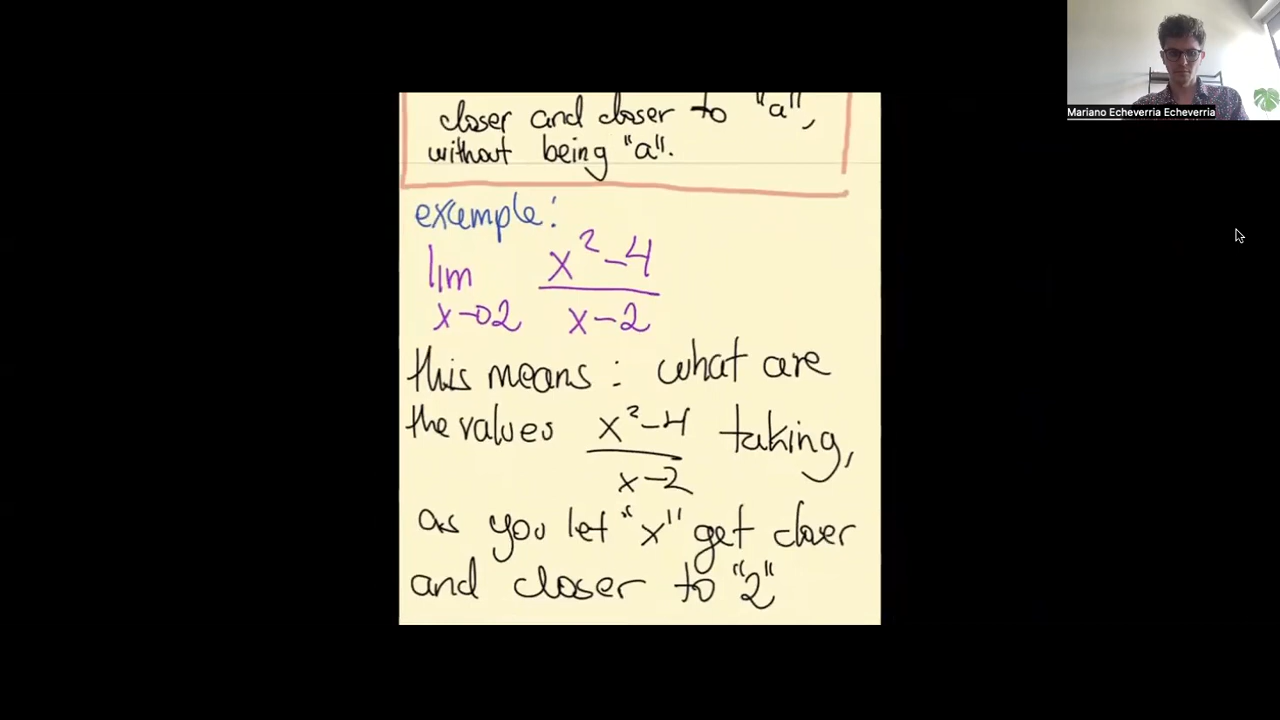 Mariano Echeverria Echeverria
closer and closer to "a",
without being "a".
example:
lim x²-4
x→2 x-2
this means: what are
the values x²-4 taking,
x-2
as you let "x" get closer
and closer to "2"